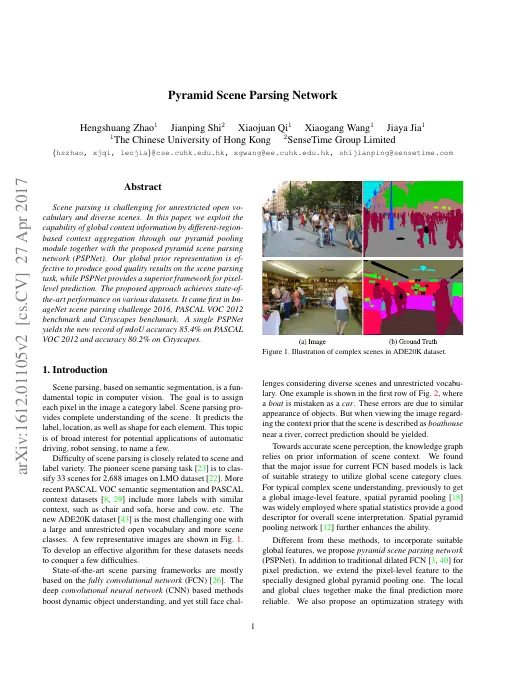 Pyramid Scene Parsing Network
Hengshuang Zhao1 Jianping Shi2 Xiaojuan Qi1 Xiaogang Wang1 Jiaya Jia1
1The Chinese University of Hong Kong 2SenseTime Group Limited
{hszhao, xjqi, leojia}@cse.cuhk.edu.hk, xgwang@ee.cuhk.edu.hk, shijianping@sensetime.com
arXiv:1612.01105v2 [cs.CV] 27 Apr 2017
Abstract
Scene parsing is challenging for unrestricted open vo-
cabulary and diverse scenes. In this paper, we exploit the
capability of global context information by different-region-
based context aggregation through our pyramid pooling
module together with the proposed pyramid scene parsing
network (PSPNet). Our global prior representation is ef-
fective to produce good quality results on the scene parsing
task, while PSPNet provides a superior framework for pixel-
level prediction. The proposed approach achieves state-of-
the-art performance on various datasets. It came first in Im-
ageNet scene parsing challenge 2016, PASCAL VOC 2012
benchmark and Cityscapes benchmark. A single PSPNet
yields the new record of mIoU accuracy 85.4% on PASCAL
VOC 2012 and accuracy 80.2% on Cityscapes.
1. Introduction
Scene parsing, based on semantic segmentation, is a fun-
damental topic in computer vision. The goal is to assign
each pixel in the image a category label. Scene parsing pro-
vides complete understanding of the scene. It predicts the
label, location, as well as shape for each element. This topic
is of broad interest for potential applications of automatic
driving, robot sensing, to name a few.
Difficulty of scene parsing is closely related to scene and
label variety. The pioneer scene parsing task [23] is to clas-
sify 33 scenes for 2,688 images on LMO dataset [22]. More
recent PASCAL VOC semantic segmentation and PASCAL
context datasets [8, 29] include more labels with similar
context, such as chair and sofa, horse and cow, etc. The
new ADE20K dataset [43] is the most challenging one with
a large and unrestricted open vocabulary and more scene
classes. A few representative images are shown in Fig. 1.
To develop an effective algorithm for these datasets needs
to conquer a few difficulties.
State-of-the-art scene parsing frameworks are mostly
based on the fully convolutional network (FCN) [26]. The
deep convolutional neural network (CNN) based methods
boost dynamic object understanding, and yet still face chal-
(a) Image (b) Ground Truth
Figure 1. Illustration of complex scenes in ADE20K dataset.
lenges considering diverse scenes and unrestricted vocabu-
lary. One example is shown in the first row of Fig. 2, where
a boat is mistaken as a car. These errors are due to similar
appearance of objects. But when viewing the image regard-
ing the context prior that the scene is described as boathouse
near a river, correct prediction should be yielded.
Towards accurate scene perception, the knowledge graph
relies on prior information of scene context. We found
that the major issue for current FCN based models is lack
of suitable strategy to utilize global scene category clues.
For typical complex scene understanding, previously to get
a global image-level feature, spatial pyramid pooling [18]
was widely employed where spatial statistics provide a good
descriptor for overall scene interpretation. Spatial pyramid
pooling network [12] further enhances the ability.
Different from these methods, to incorporate suitable
global features, we propose pyramid scene parsing network
(PSPNet). In addition to traditional dilated FCN [3, 40] for
pixel prediction, we extend the pixel-level feature to the
specially designed global pyramid pooling one. The local
and global clues together make the final prediction more
reliable. We also propose an optimization strategy with
1